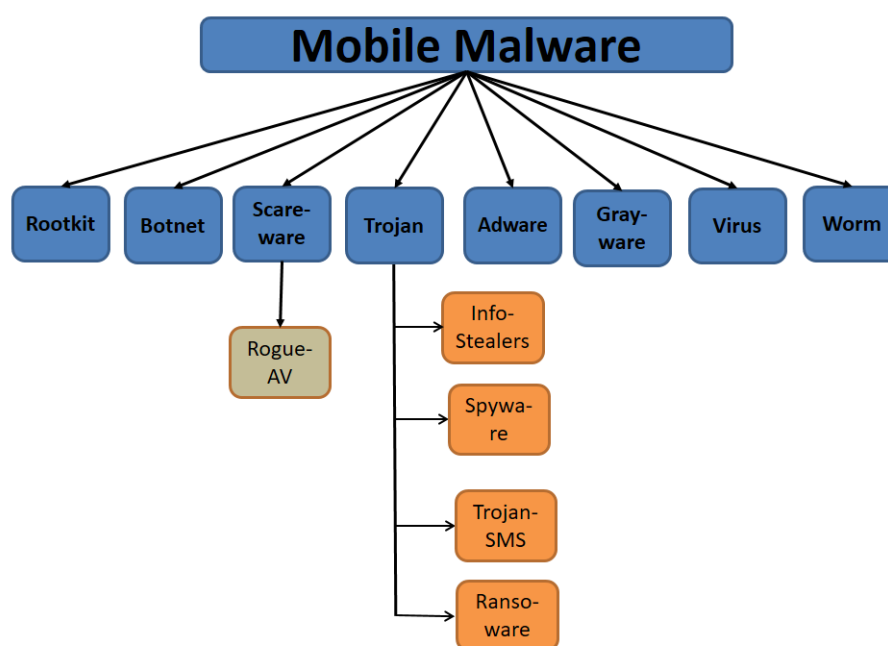 Mobile Malware
Rootkit
Botnet
Scare-
ware
Trojan
Adware
Gray-
ware
Virus
Worm
Rogue-
AV
Info-
Stealers
Spywa-
re
Trojan-
SMS
Ranso-
ware